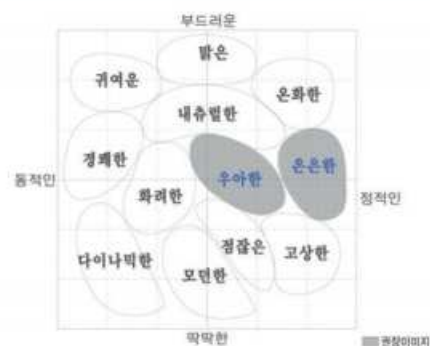 부드러운
맑은
귀여운
온화한
내츄럴한
경쾌한
우아한
은은한
동적인
화려한
정적인
다이나믹한
모던한
점잖은
고상한
딱딱한
권장이미지